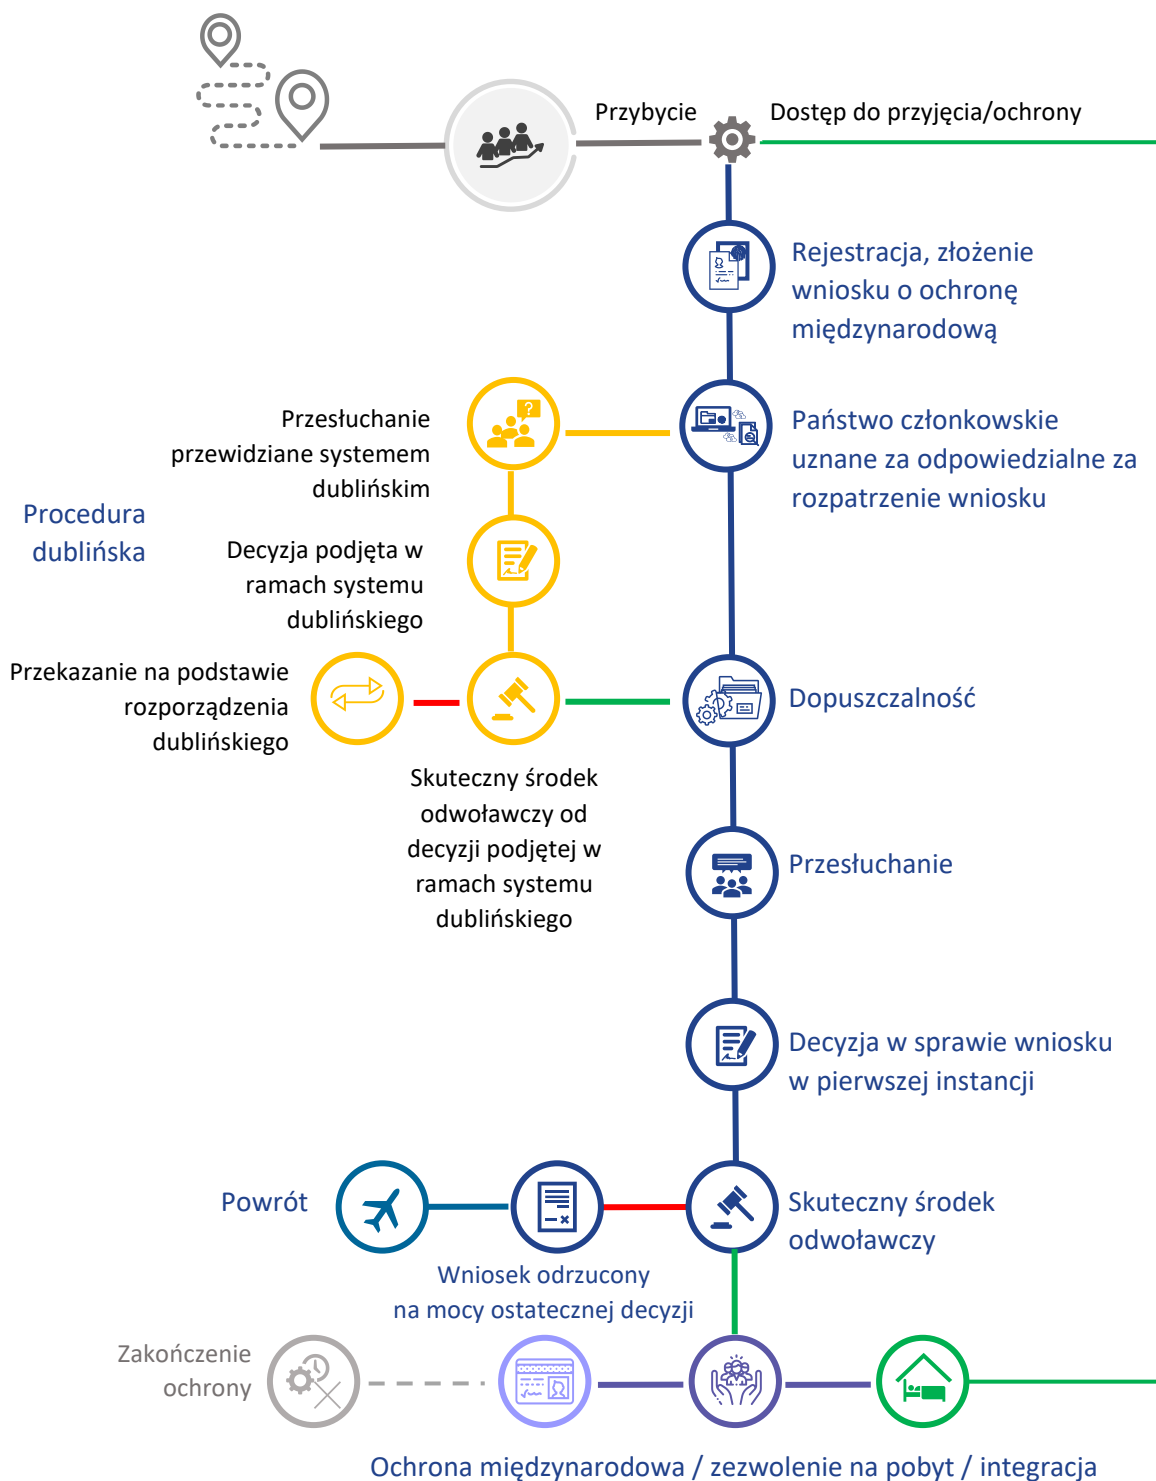 Przybycie
Dostęp do przyjęcia/ochrony
Rejestracja, złożenie
wniosku o ochronę
międzynarodową
Przesłuchanie
przewidziane systemem
dublińskim
Państwo członkowskie
uznane za odpowiedzialne za
rozpatrzenie wniosku
Procedura
dublińska
Decyzja podjęta w
ramach systemu
dublińskiego
Przekazanie na podstawie
rozporządzenia
dublińskiego
Dopuszczalność
Skuteczny środek
odwoławczy od
decyzji podjętej w
ramach systemu
dublińskiego
Przesłuchanie
Decyzja w sprawie wniosku
w pierwszej instancji
Powrót
Skuteczny środek
odwoławczy
Wniosek odrzucony
na mocy ostatecznej decyzji
Zakończenie
ochrony
Ochrona międzynarodowa / zezwolenie na pobyt / integracja